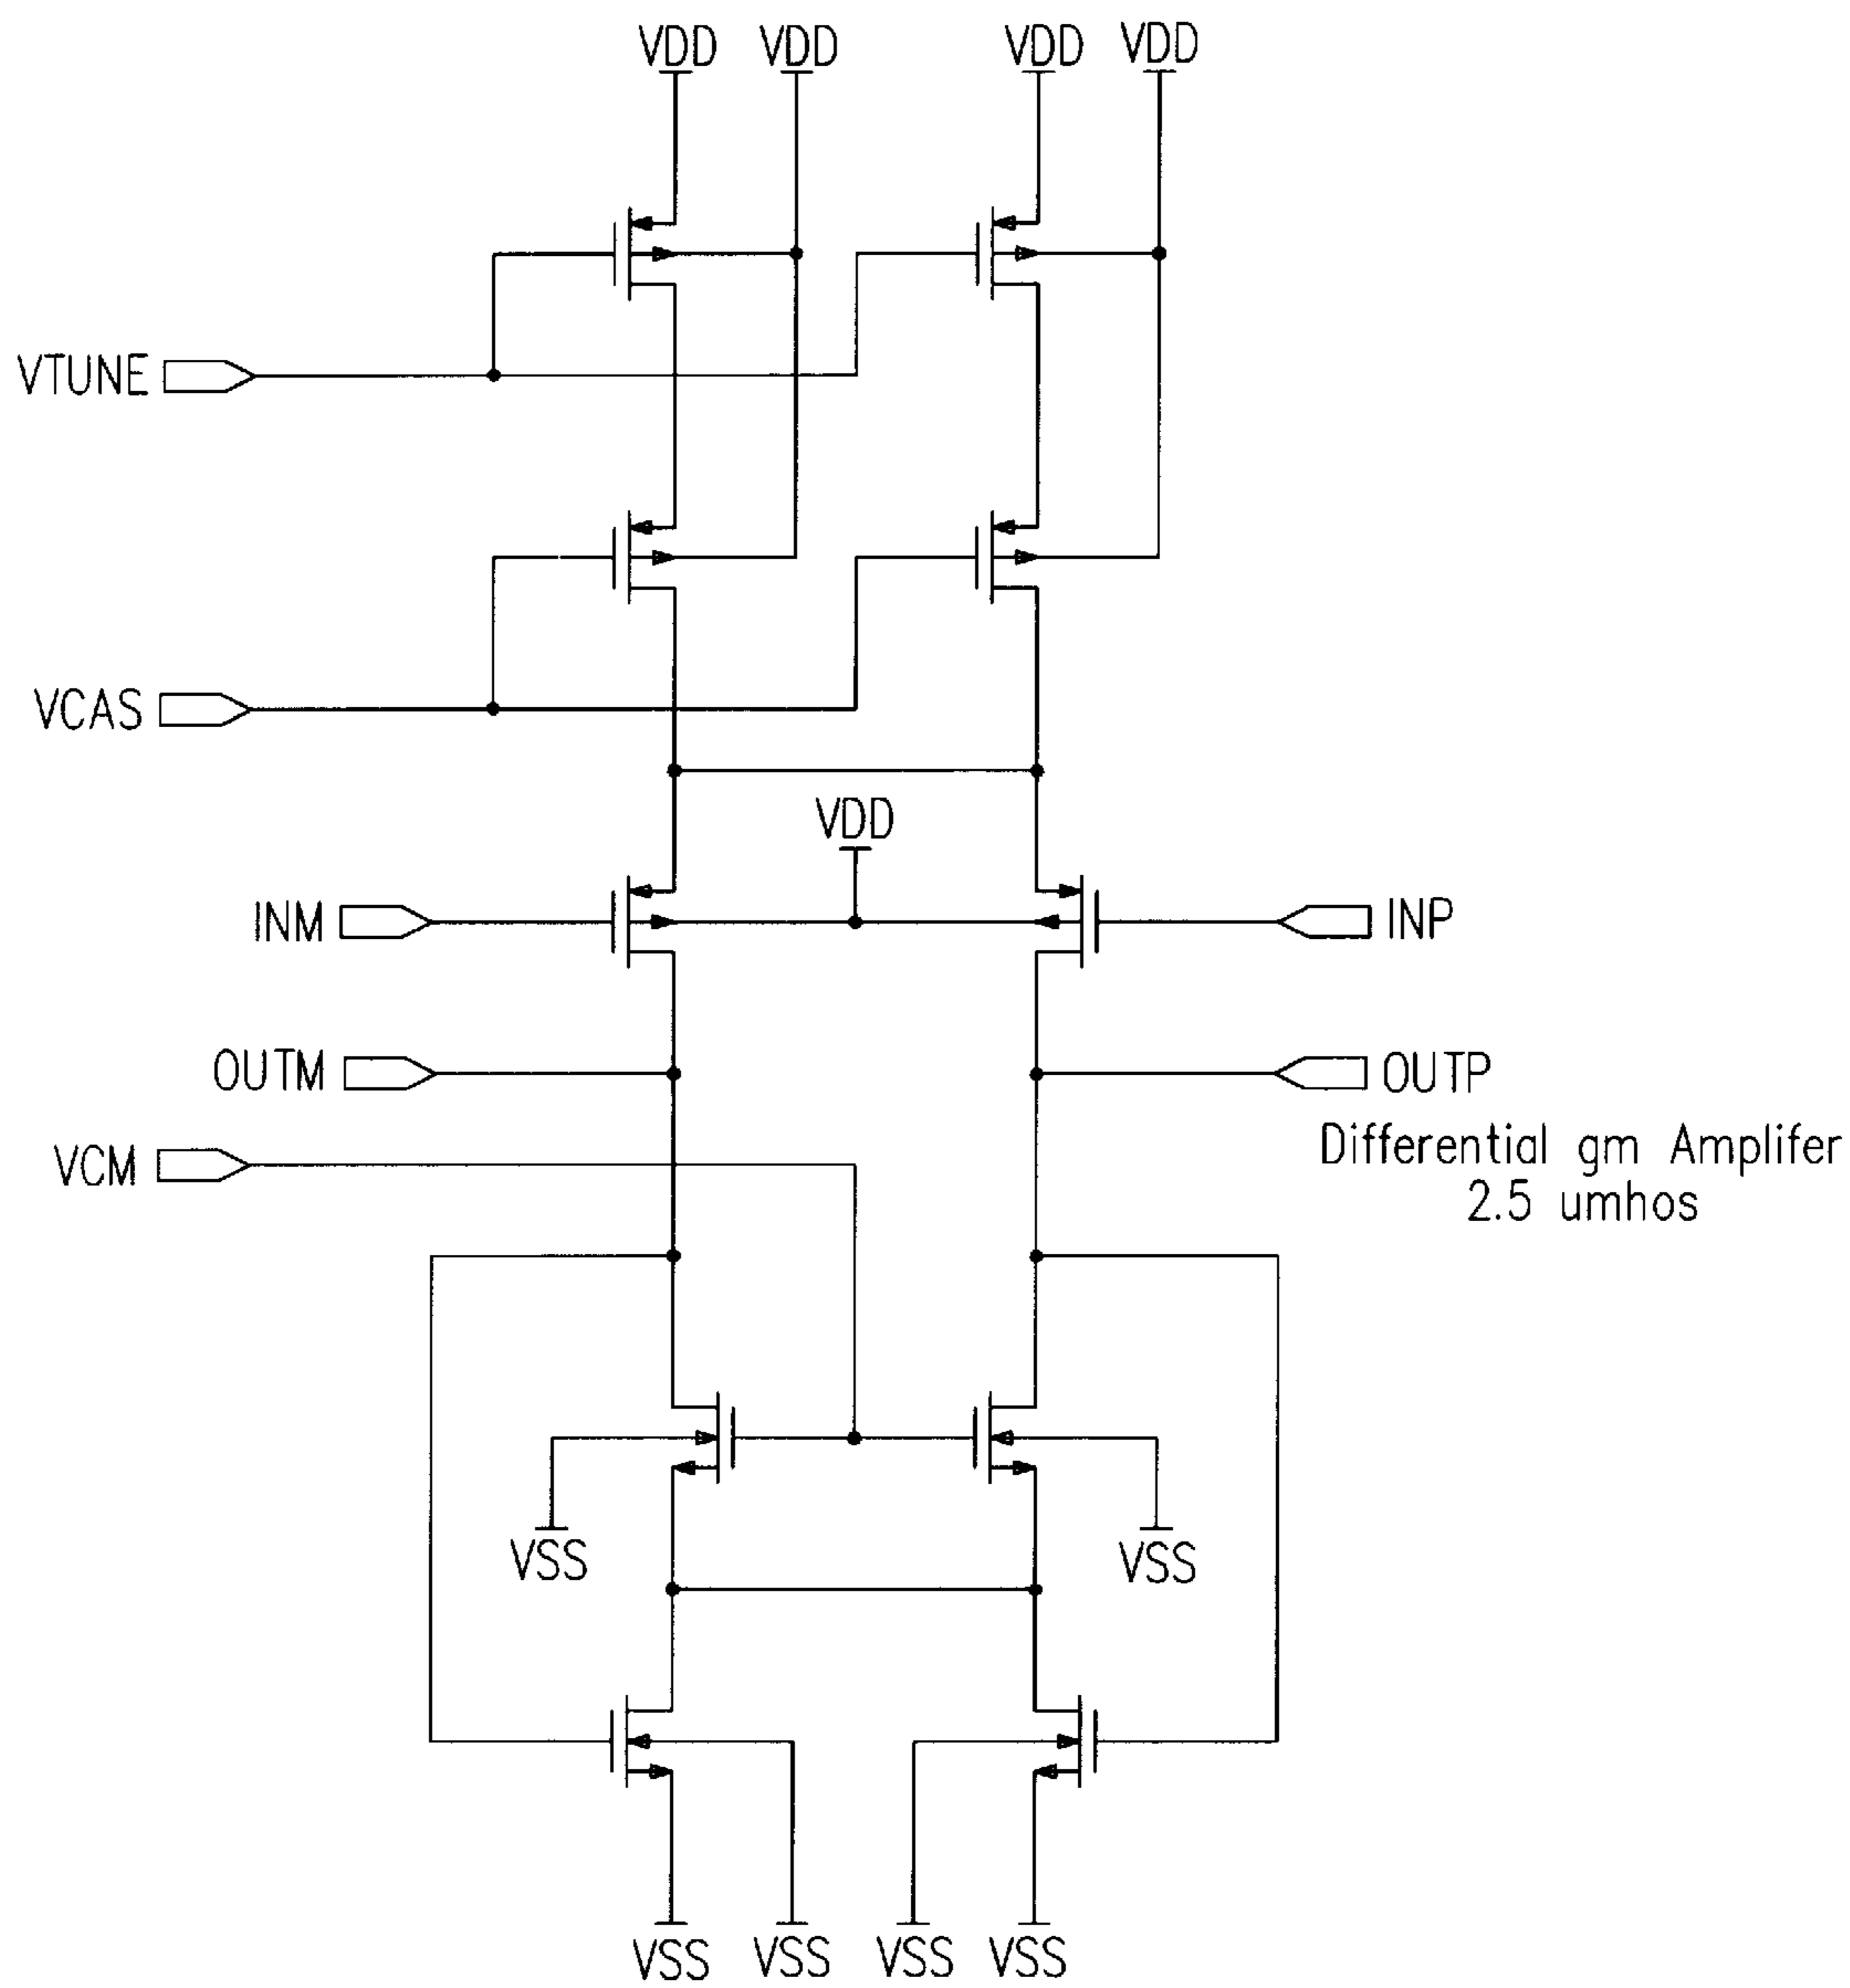 VDD VDD VDD VDD
VTUNE
VCAS
VDD
INM INP
OUTM OUTP
VCM
Differential gm Amplifer
2.5 umhos
VSS VSS
VSS VSS VSS VSS